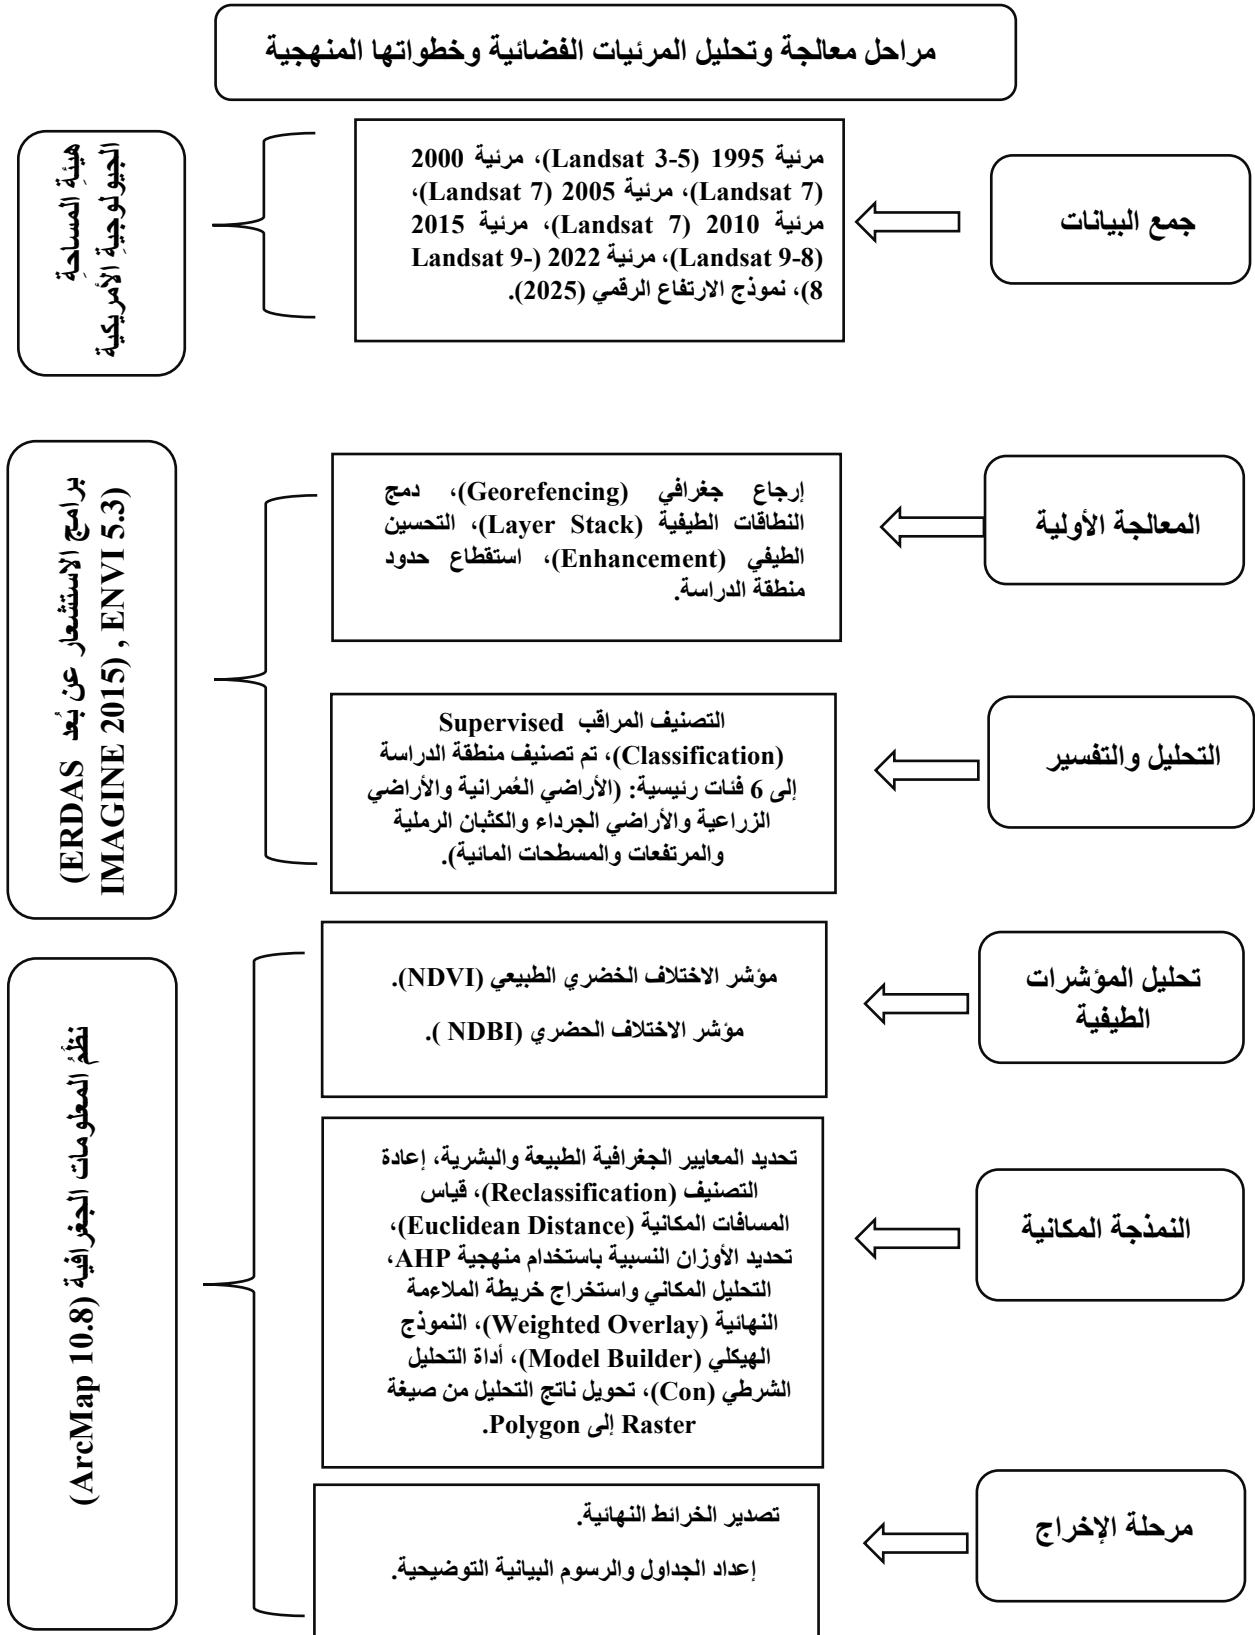 مراحل معالجة وتحليل المرئيات الفضائية وخطواتها المنهجية
جمع البيانات
مرئية 1995 (Landsat 3-5)، مرئية 2000
(Landsat 7)، مرئية 2005 (Landsat 7)،
مرئية 2010 (Landsat 7)، مرئية 2015
(Landsat 9-8)، مرئية 2022 (Landsat 9-
8)، نموذج الارتفاع الرقمي (2025).
هيئة المساحة
الجيولوجية الأمريكية
المعالجة الأولية
إرجاع جغرافي (Georefencing)، دمج
النطاقات الطيفية (Layer Stack)، التحسين
الطيفي (Enhancement)، استقطاع حدود
منطقة الدراسة.
التحليل والتفسير
التصنيف المراقب Supervised
(Classification)، تم تصنيف منطقة الدراسة
إلى 6 فئات رئيسية: (الأراضي العُمرانية والأراضي
الزراعية والأراضي الجرداء والكثبان الرملية
والمرتفعات والمسطحات المائية).
برامج الاستشعار عن بُعد (ERDAS
IMAGINE 2015) , ENVI 5.3)
تحليل المؤشرات
الطيفية
مؤشر الاختلاف الخضري الطبيعي (NDVI).
مؤشر الاختلاف الحضري (NDBI ).
النمذجة المكانية
تحديد المعايير الجغرافية الطبيعة والبشرية، إعادة
التصنيف (Reclassification)، قياس
المسافات المكانية (Euclidean Distance)،
تحديد الأوزان النسبية باستخدام منهجية AHP،
التحليل المكاني واستخراج خريطة الملاءمة
النهائية (Weighted Overlay)، النموذج
الهيكلي (Model Builder)، أداة التحليل
الشرطي (Con)، تحويل ناتج التحليل من صيغة
Raster إلى Polygon.
مرحلة الإخراج
تصدير الخرائط النهائية.
إعداد الجداول والرسوم البيانية التوضيحية.
نظُمُ المعلومات الجغرافية (ArcMap 10.8)